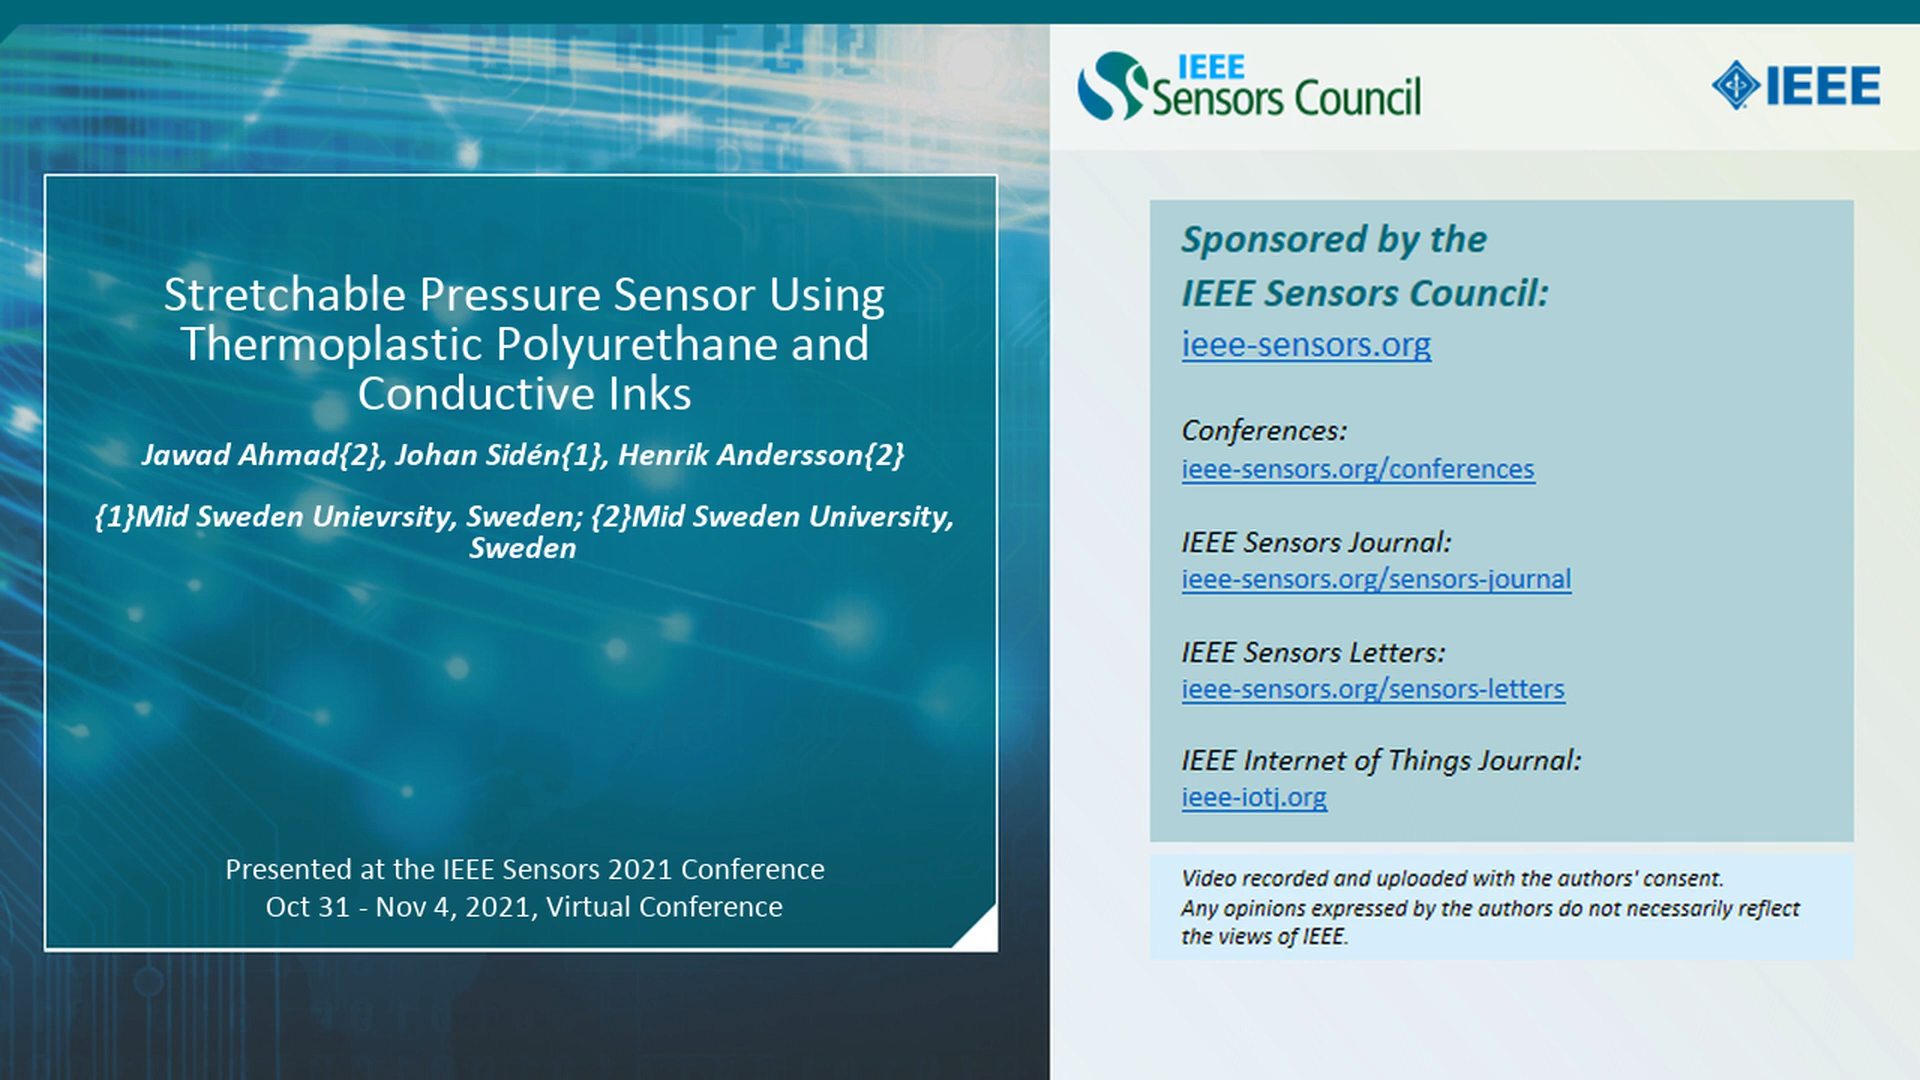 Stretchable Pressure Sensor Using
Thermoplastic Polyurethane and
Conductive Inks
Jawad Ahmad{2}, Johan Sidén{1}, Henrik Andersson{2}
{1}Mid Sweden Unievrsity, Sweden; {2}Mid Sweden University,
Sweden
Presented at the IEEE Sensors 2021 Conference
Oct 31 - Nov 4, 2021, Virtual Conference
IEEE
Sensors Council
IEEE
Sponsored by the
IEEE Sensors Council:
ieee-sensors.org
Conferences:
ieee-sensors.org/conferences
IEEE Sensors Journal:
ieee-sensors.org/sensors-journal
IEEE Sensors Letters:
ieee-sensors.org/sensors-letters
IEEE Internet of Things Journal:
ieee-iotj.org
Video recorded and uploaded with the authors' consent.
Any opinions expressed by the authors do not necessarily reflect
the views of IEEE.